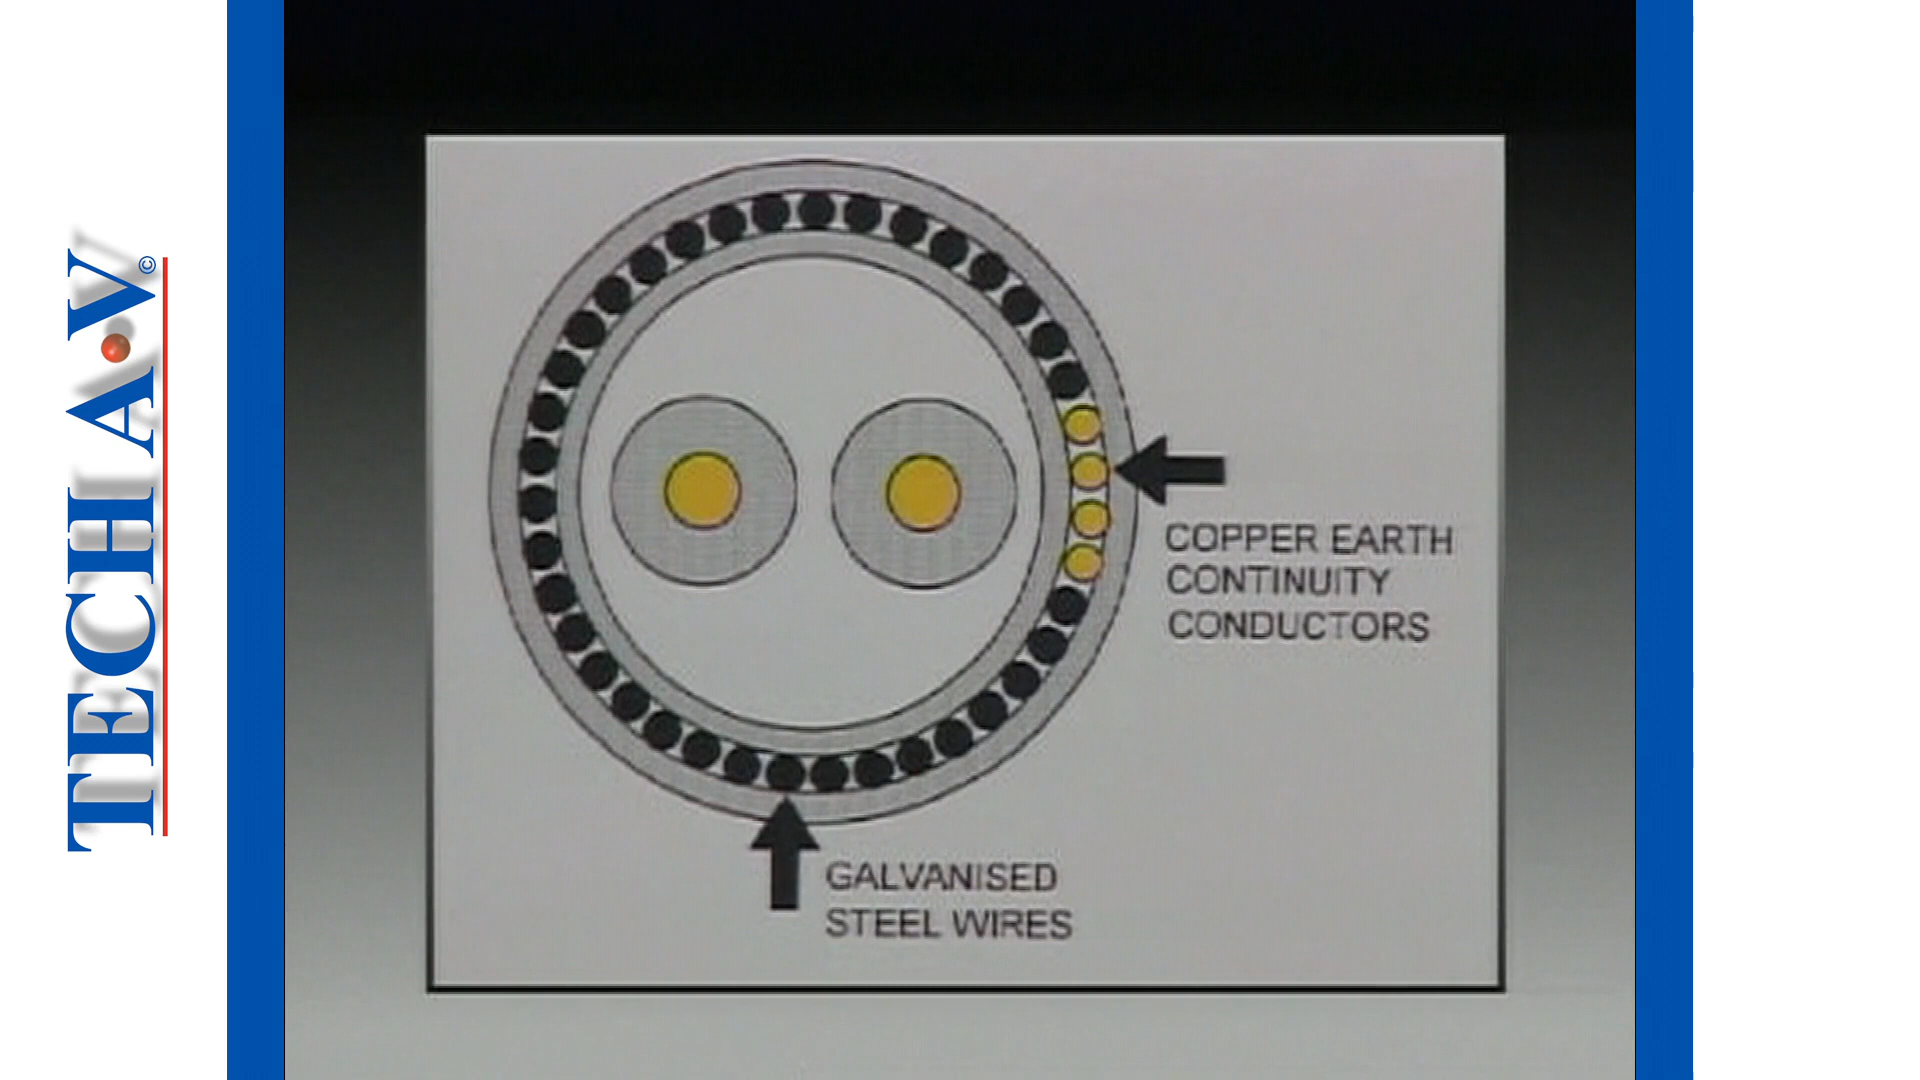 TECH A.V ©
COPPER EARTH
CONTINUITY
CONDUCTORS
GALVANISED
STEEL WIRES